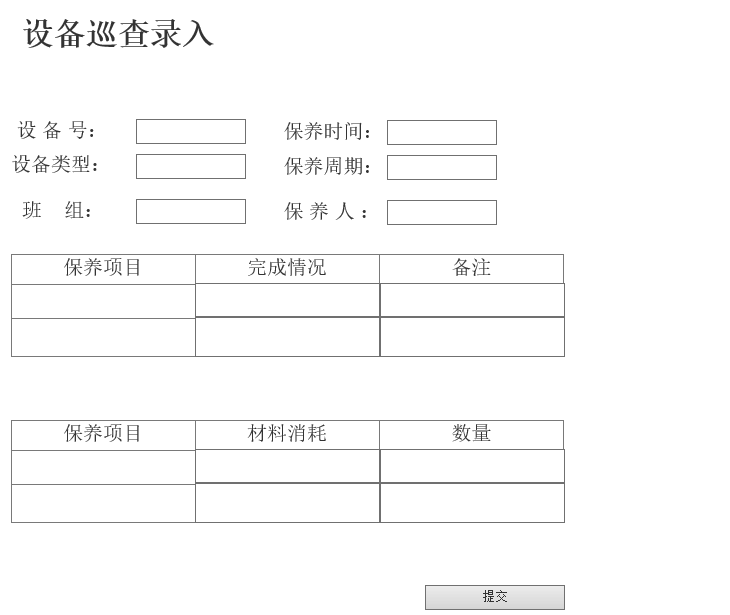 设备巡查录入
设 备 号： 保养时间：
设备类型： 保养周期：
班 组： 保 养 人：
保养项目 完成情况 备注
保养项目 材料消耗 数量
提交